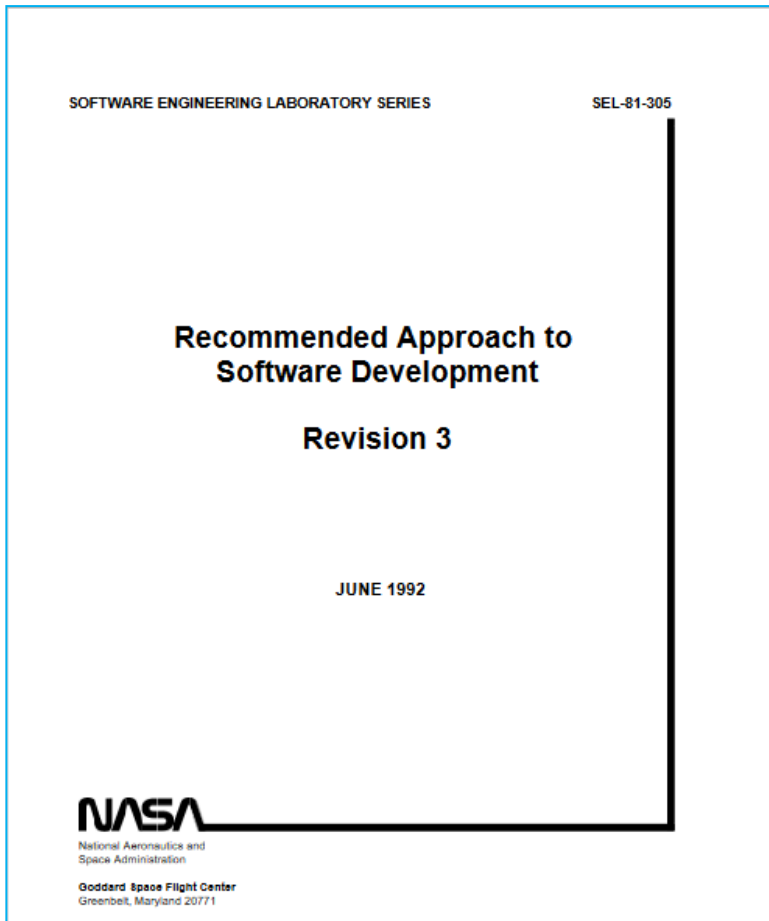 SOFTWARE ENGINEERING LABORATORY SERIES SEL-81-305
Recommended Approach to
Software Development
Revision 3
JUNE 1992
NASA
National Aeronautics and
Space Administration
Goddard Space Flight Center
Greenbelt, Maryland 20771